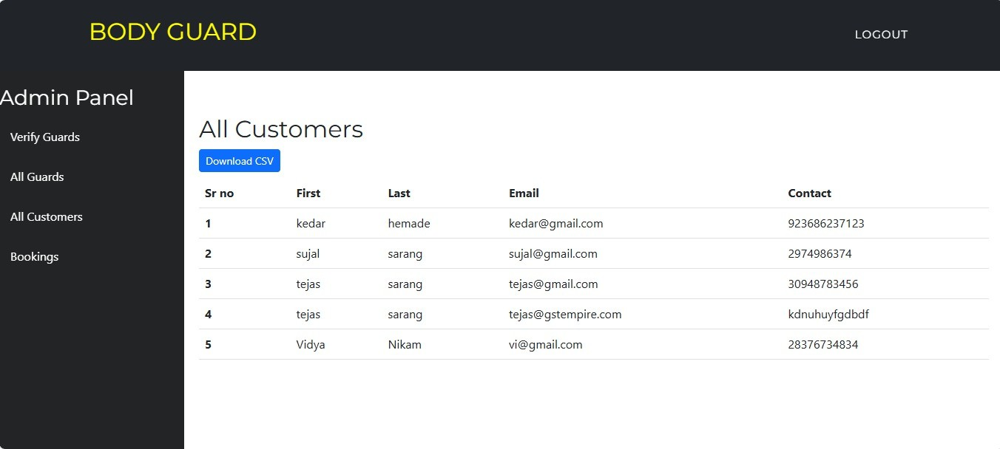 BODY GUARD
LOGOUT
Admin Panel
Verify Guards
All Guards
All Customers
Bookings
All Customers
Download CSV
Sr no First Last Email Contact
1 kedar hemade kedar@gmail.com 923686237123
2 sujal sarang sujal@gmail.com 2974986374
3 tejas sarang tejas@gmail.com 30948783456
4 tejas sarang tejas@gstempire.com kdnuhuyfgdbdf
5 Vidya Nikam vi@gmail.com 28376734834